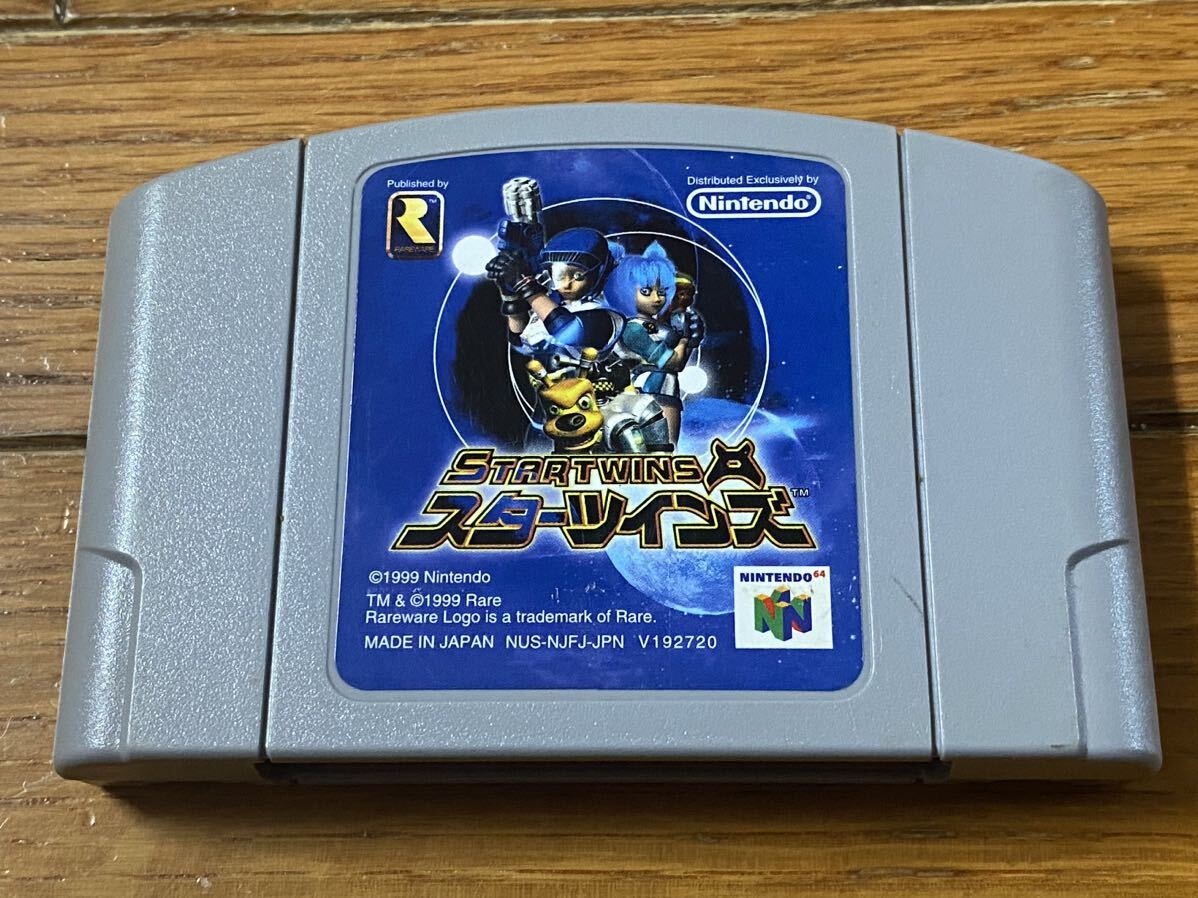 Published by
R™
RAREWARE
Distributed Exclusively by
Nintendo®
STARTWINS
スターツインズ™
©1999 Nintendo
TM & ©1999 Rare
Rareware Logo is a trademark of Rare.
MADE IN JAPAN NUS-NJFJ-JPN V192720
NINTENDO64